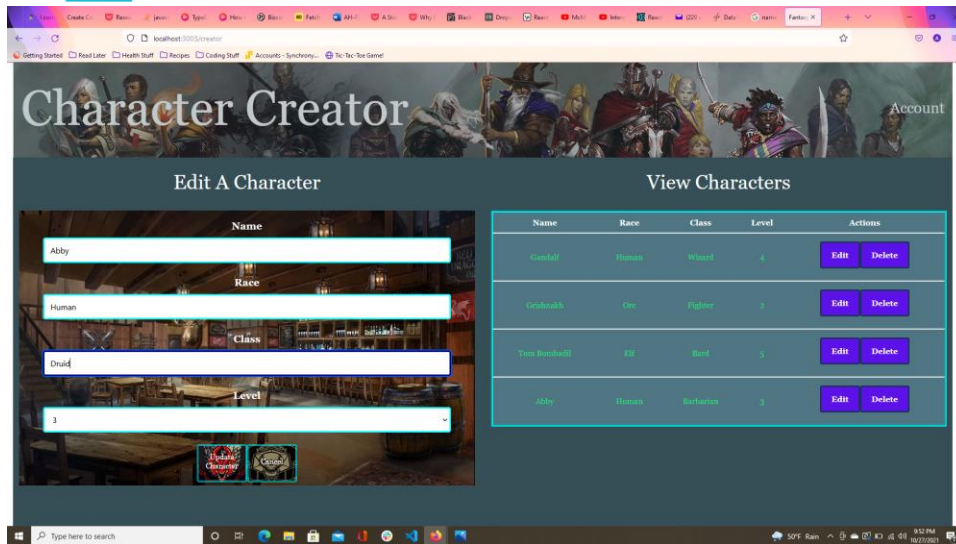 Create Co
localhost:3005/creator
Getting Started Read Later Health Stuff Recipes Coding Stuff Accounts - Synchrony... Tic-Tac-Toe Game!
Character Creator
Account
Edit A Character
Name
Abby
Race
Human
Class
Druid
Level
3
Update
Character
Cancel
View Characters
Name Race Class Level Actions
Gandalf Human Wizard 4 Edit Delete
Grishnakh Orc Fighter 2 Edit Delete
Tom Bombadil Elf Bard 5 Edit Delete
Abby Human Barbarian 3 Edit Delete
Type here to search
50°F Rain
9:52 PM
10/27/2021